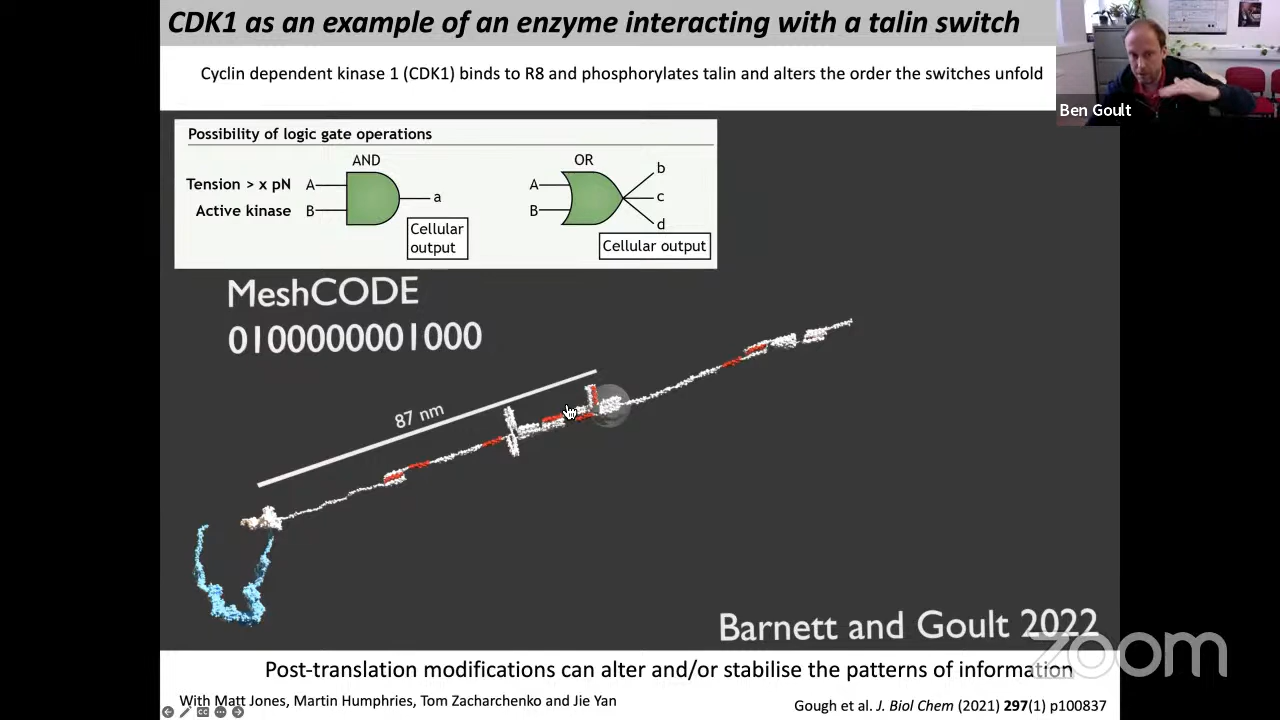 CDK1 as an example of an enzyme interacting with a talin switch
Cyclin dependent kinase 1 (CDK1) binds to R8 and phosphorylates talin and alters the order the switches unfold
Ben Goult
Possibility of logic gate operations
AND
OR
Tension > x pN A
Active kinase B
a
Cellular
output
A
B
b
c
d
Cellular output
MeshCODE
0100000001000
87 nm
Barnett and Goult 2022
zoom
Post-translation modifications can alter and/or stabilise the patterns of information
With Matt Jones, Martin Humphries, Tom Zacharchenko and Jie Yan
Gough et al. J. Biol Chem (2021) 297(1) p100837